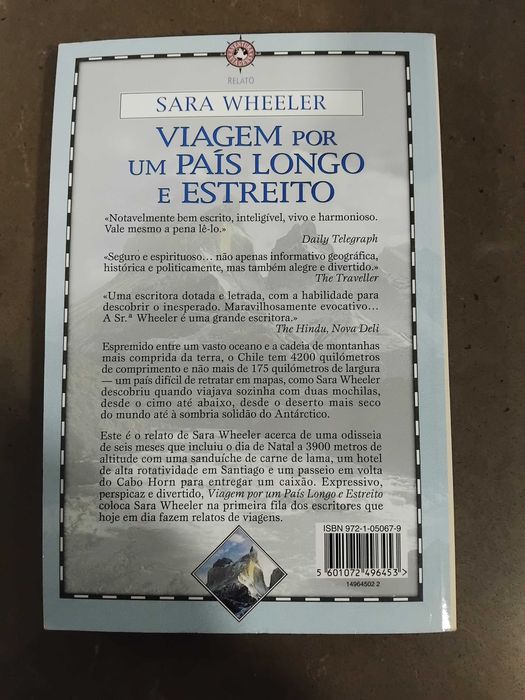 RELATO
SARA WHEELER
VIAGEM POR
UM PAÍS LONGO
E ESTREITO
«Notavelmente bem escrito, inteligível, vivo e harmonioso.
Vale mesmo a pena lê-lo.»
Daily Telegraph
«Seguro e espirituoso... não apenas informativo geográfica,
histórica e politicamente, mas também alegre e divertido.»
The Traveller
«Uma escritora dotada e letrada, com a habilidade para
descobrir o inesperado. Maravilhosamente evocativo...
A Sr.ª Wheeler é uma grande escritora.»
The Hindu, Nova Deli
Espremido entre um vasto oceano e a cadeia de montanhas
mais comprida da terra, o Chile tem 4200 quilómetros
de comprimento e não mais de 175 quilómetros de largura
— um país difícil de retratar em mapas, como Sara Wheeler
descobriu quando viajava sozinha com duas mochilas,
desde o cimo até abaixo, desde o deserto mais seco
do mundo até à sombria solidão do Antárctico.
Este é o relato de Sara Wheeler acerca de uma odisseia
de seis meses que incluiu o dia de Natal a 3900 metros de
altitude com uma sanduíche de carne de lama, um hotel
de alta rotatividade em Santiago e um passeio em volta
do Cabo Horn para entregar um caixão. Expressivo,
perspicaz e divertido, Viagem por um País Longo e Estreito
coloca Sara Wheeler na primeira fila dos escritores que
hoje em dia fazem relatos de viagens.
ISBN 972-1-05067-9
5 601072 496453 >
14964502 2